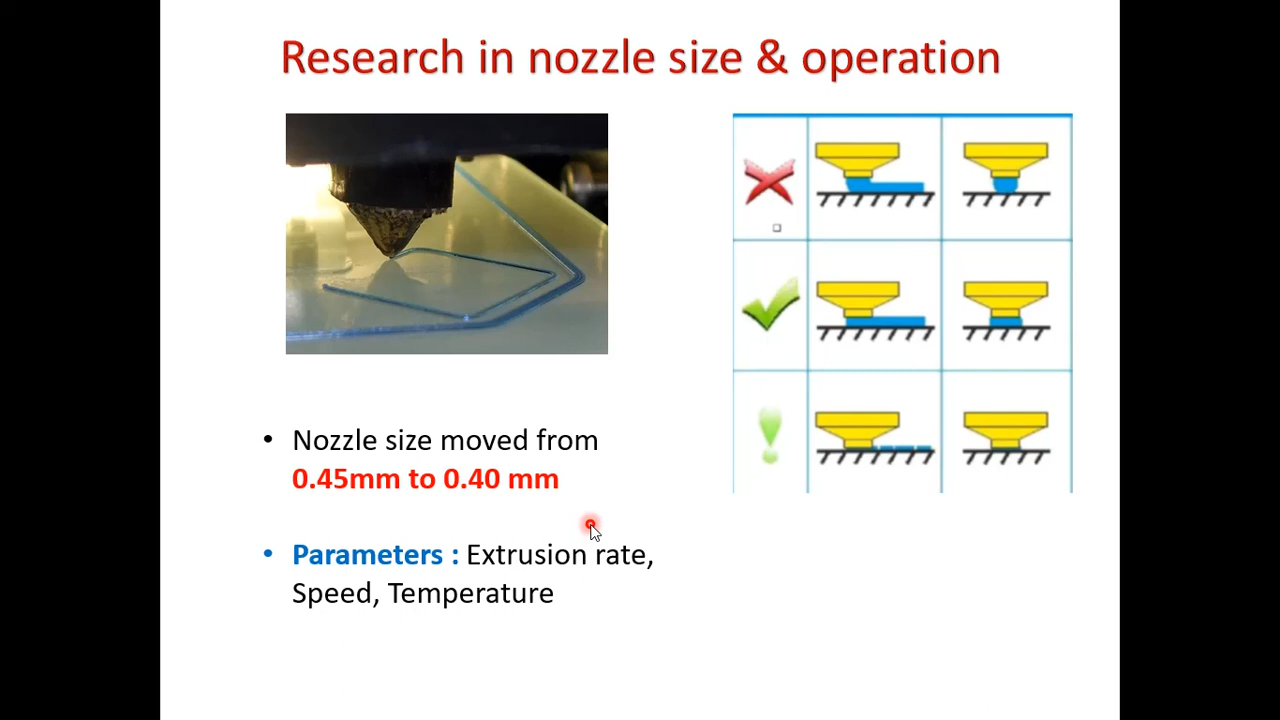 Research in nozzle size & operation
• Nozzle size moved from
0.45mm to 0.40 mm
• Parameters : Extrusion rate,
Speed, Temperature